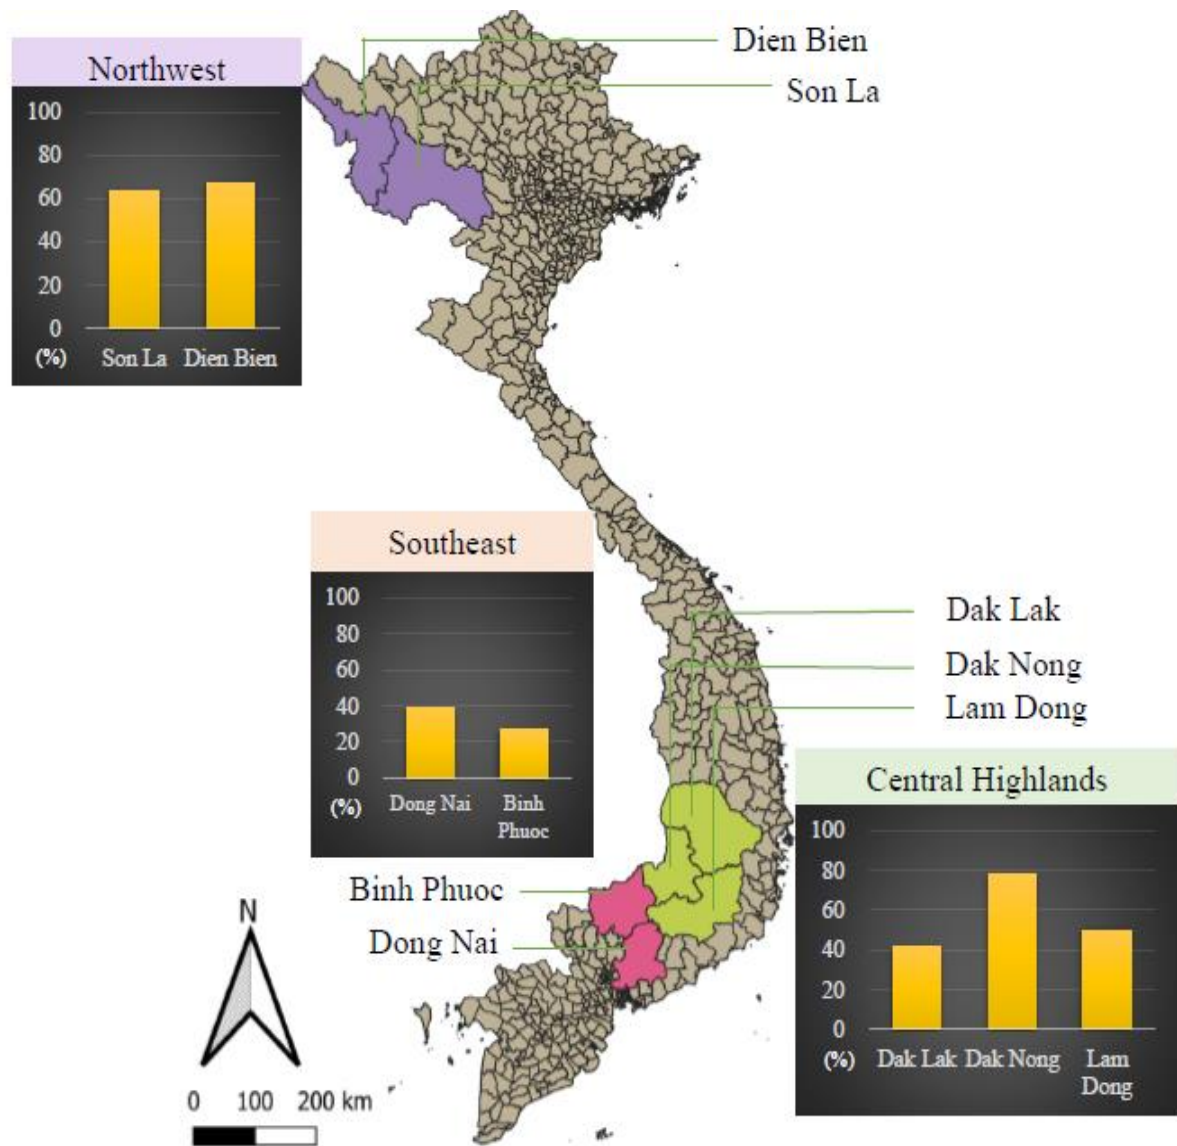 Dien Bien
Son La
Northwest
100
80
60
40
20
0
(%)
Son La
Dien Bien
Southeast
100
80
60
40
20
0
(%)
Dong Nai
Binh
Phuoc
Dak Lak
Dak Nong
Lam Dong
Central Highlands
100
80
60
40
20
0
(%)
Dak Lak
Dak Nong
Lam
Dong
Binh Phuoc
Dong Nai
N
0 100 200 km